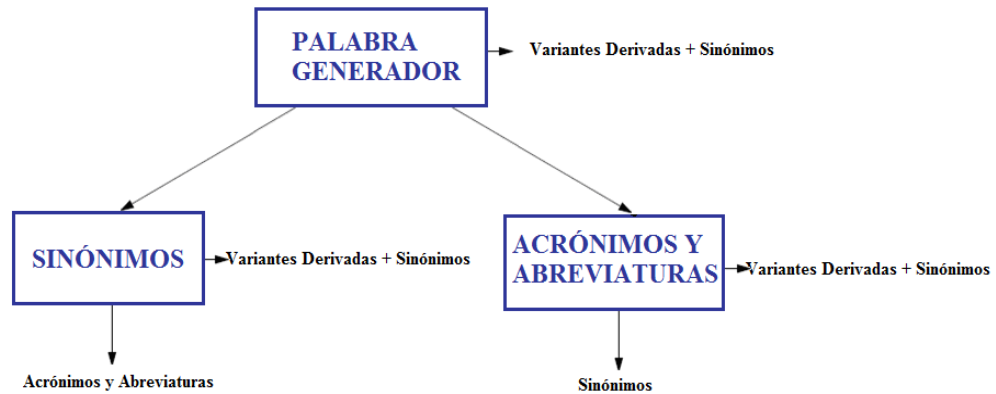 PALABRA
GENERADOR
Variantes Derivadas + Sinónimos
SINÓNIMOS
Variantes Derivadas + Sinónimos
ACRÓNIMOS Y
ABREVIATURAS
Variantes Derivadas + Sinónimos
Acrónimos y Abreviaturas
Sinónimos